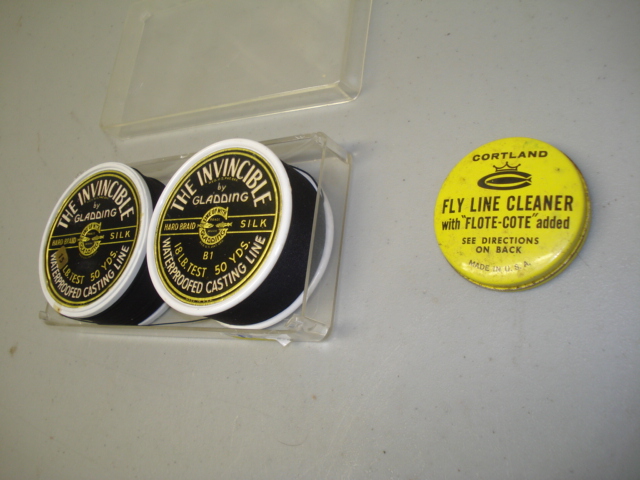 THE INVINCIBLE
by
GLADDING
HARD BRAID SILK
18 LB. TEST 50 YDS.
WATERPROOFED CASTING LINE
THE INVINCIBLE
by
GLADDING
HARD BRAID SILK
B1
18 LB. TEST 50 YDS.
WATERPROOFED CASTING LINE
CORTLAND
FLY LINE CLEANER
with "FLOTE-COTE" added
SEE DIRECTIONS
ON BACK
MADE IN U.S.A.